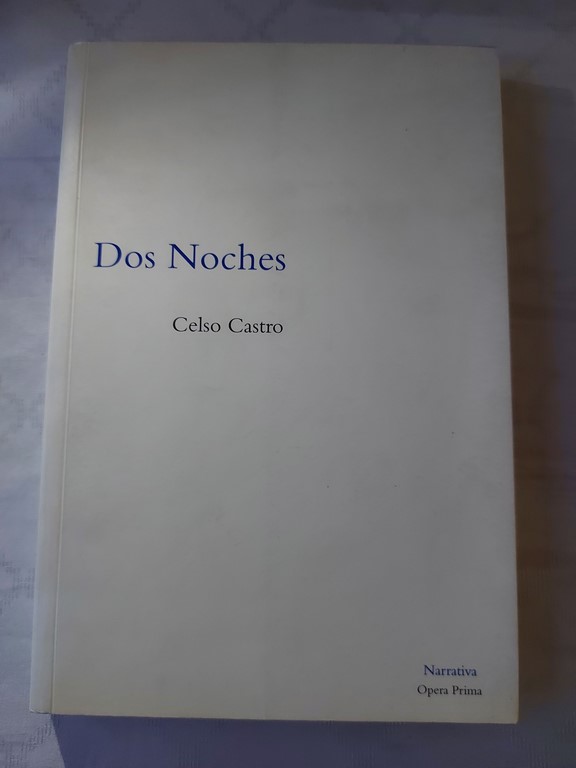 Dos Noches
Celso Castro
Narrativa
Opera Prima